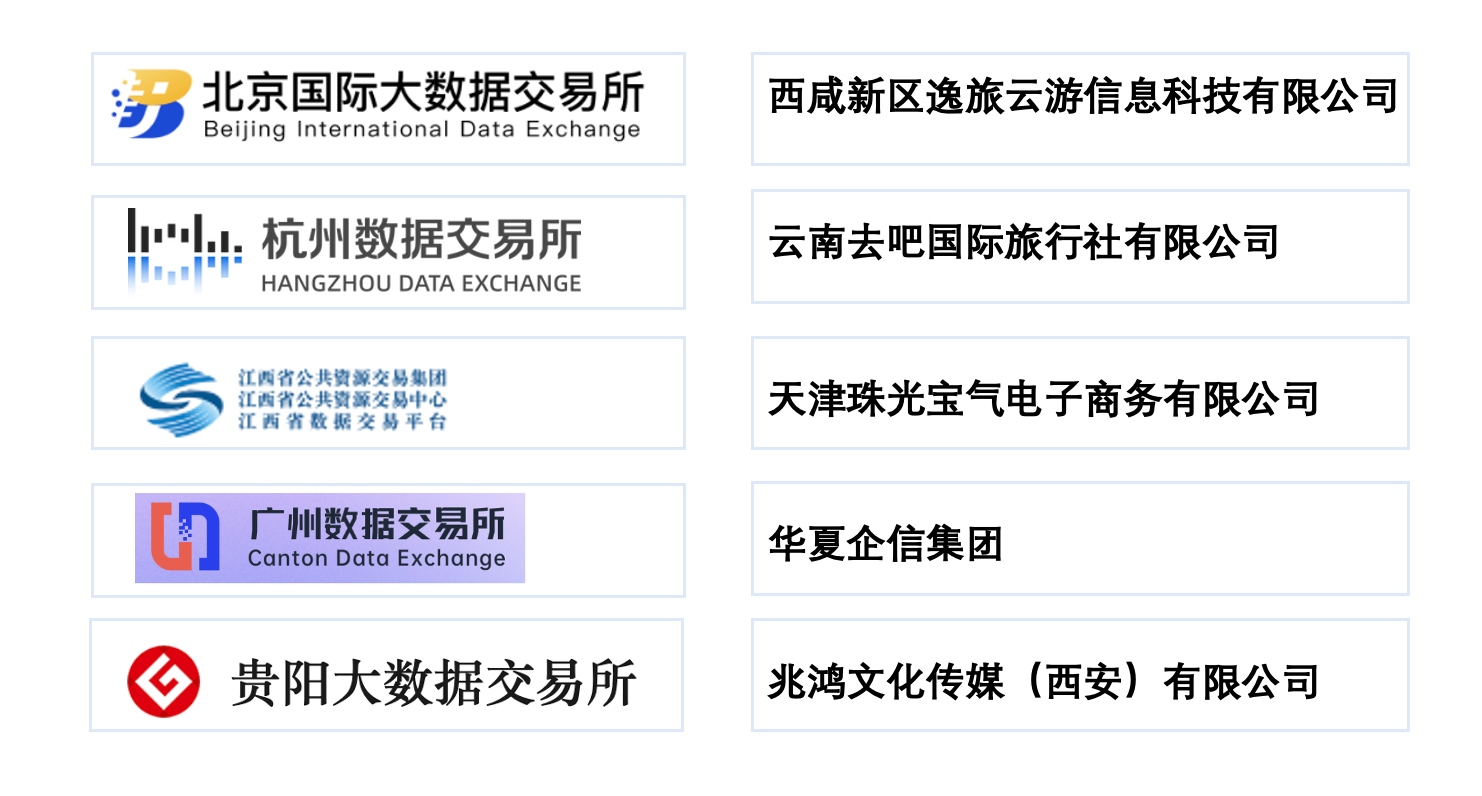 北京国际大数据交易所
Beijing International Data Exchange
西咸新区逸旅云游信息科技有限公司
杭州数据交易所
HANGZHOU DATA EXCHANGE
云南去吧国际旅行社有限公司
江西省公共资源交易集团
江西省公共资源交易中心
江西省数据交易平台
天津珠光宝气电子商务有限公司
广州数据交易所
Canton Data Exchange
华夏企信集团
贵阳大数据交易所
兆鸿文化传媒（西安）有限公司